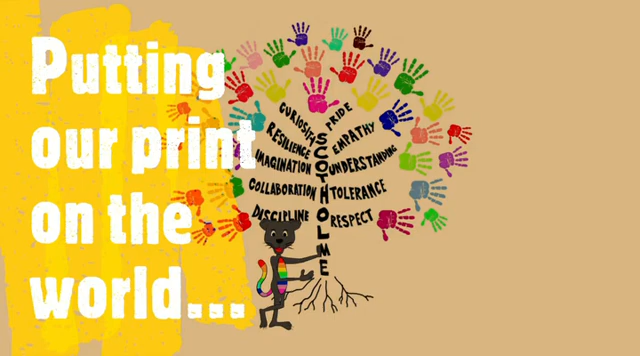 Putting
our print
on the
world...
CURIOSITY
PRIDE
RESILIENCE
EMPATHY
IMAGINATION
UNDERSTANDING
COLLABORATION
TOLERANCE
DISCIPLINE
RESPECT
SCOTHOLME